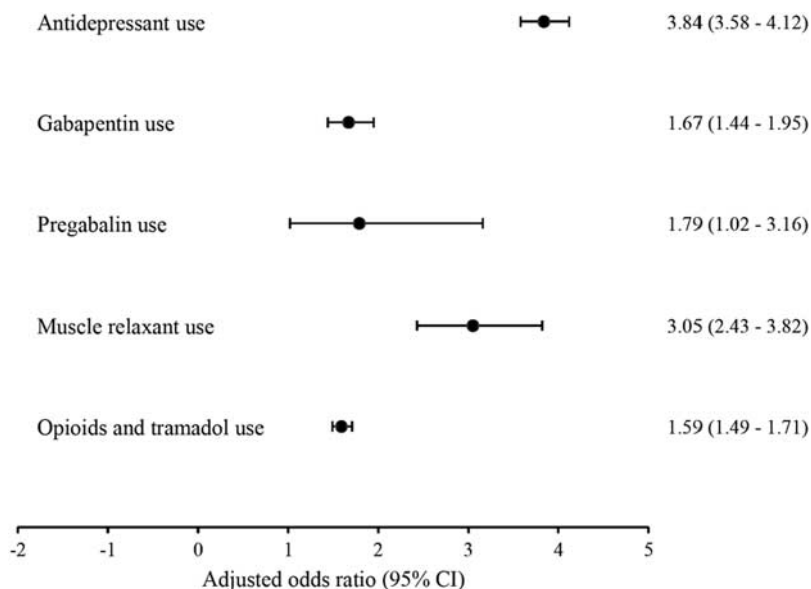 Antidepressant use 3.84 (3.58 - 4.12)
Gabapentin use 1.67 (1.44 - 1.95)
Pregabalin use 1.79 (1.02 - 3.16)
Muscle relaxant use 3.05 (2.43 - 3.82)
Opioids and tramadol use 1.59 (1.49 - 1.71)
-2 -1 0 1 2 3 4 5
Adjusted odds ratio (95% CI)